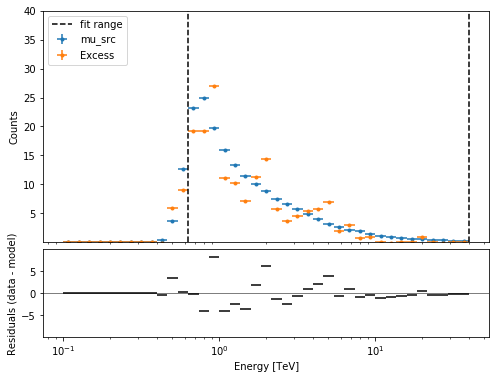 40
35
30
25
20
15
10
5
Counts
fit range
mu_src
Excess
5
0
−5
Residuals (data - model)
10⁻¹
10⁰
10¹
Energy [TeV]